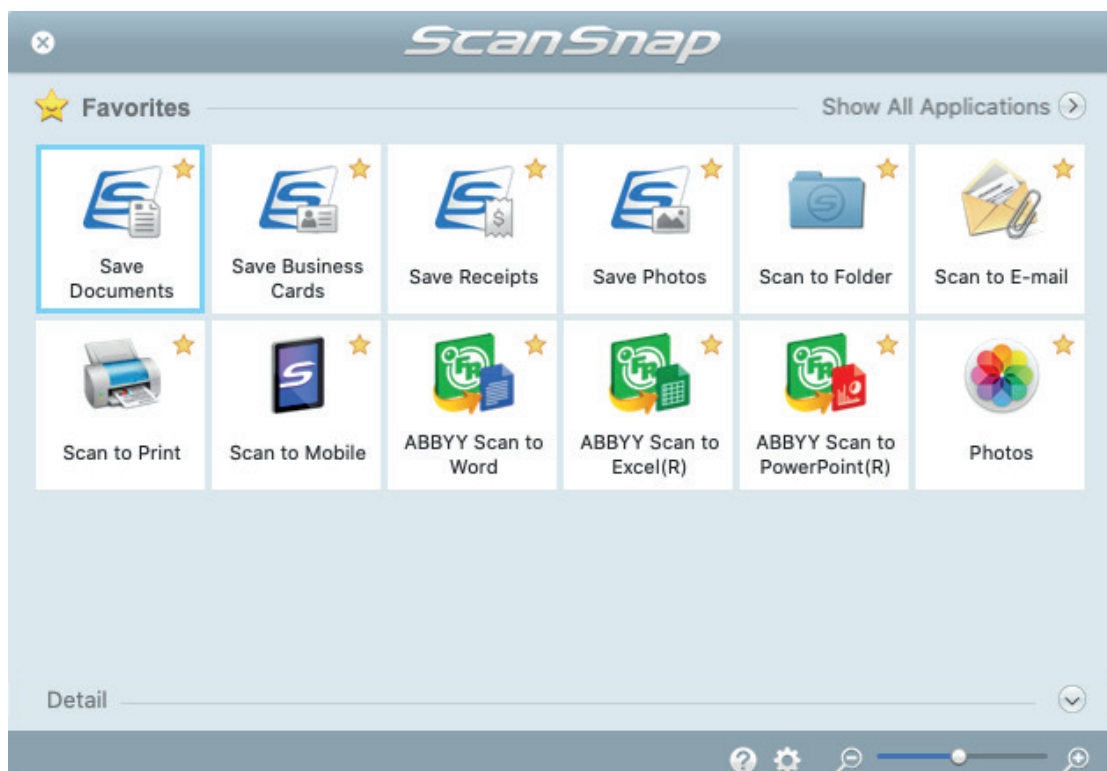 ScanSnap
Favorites
Show All Applications
Save
Documents
Save Business
Cards
Save Receipts
Save Photos
Scan to Folder
Scan to E-mail
Scan to Print
Scan to Mobile
ABBYY Scan to
Word
ABBYY Scan to
Excel(R)
ABBYY Scan to
PowerPoint(R)
Photos
Detail